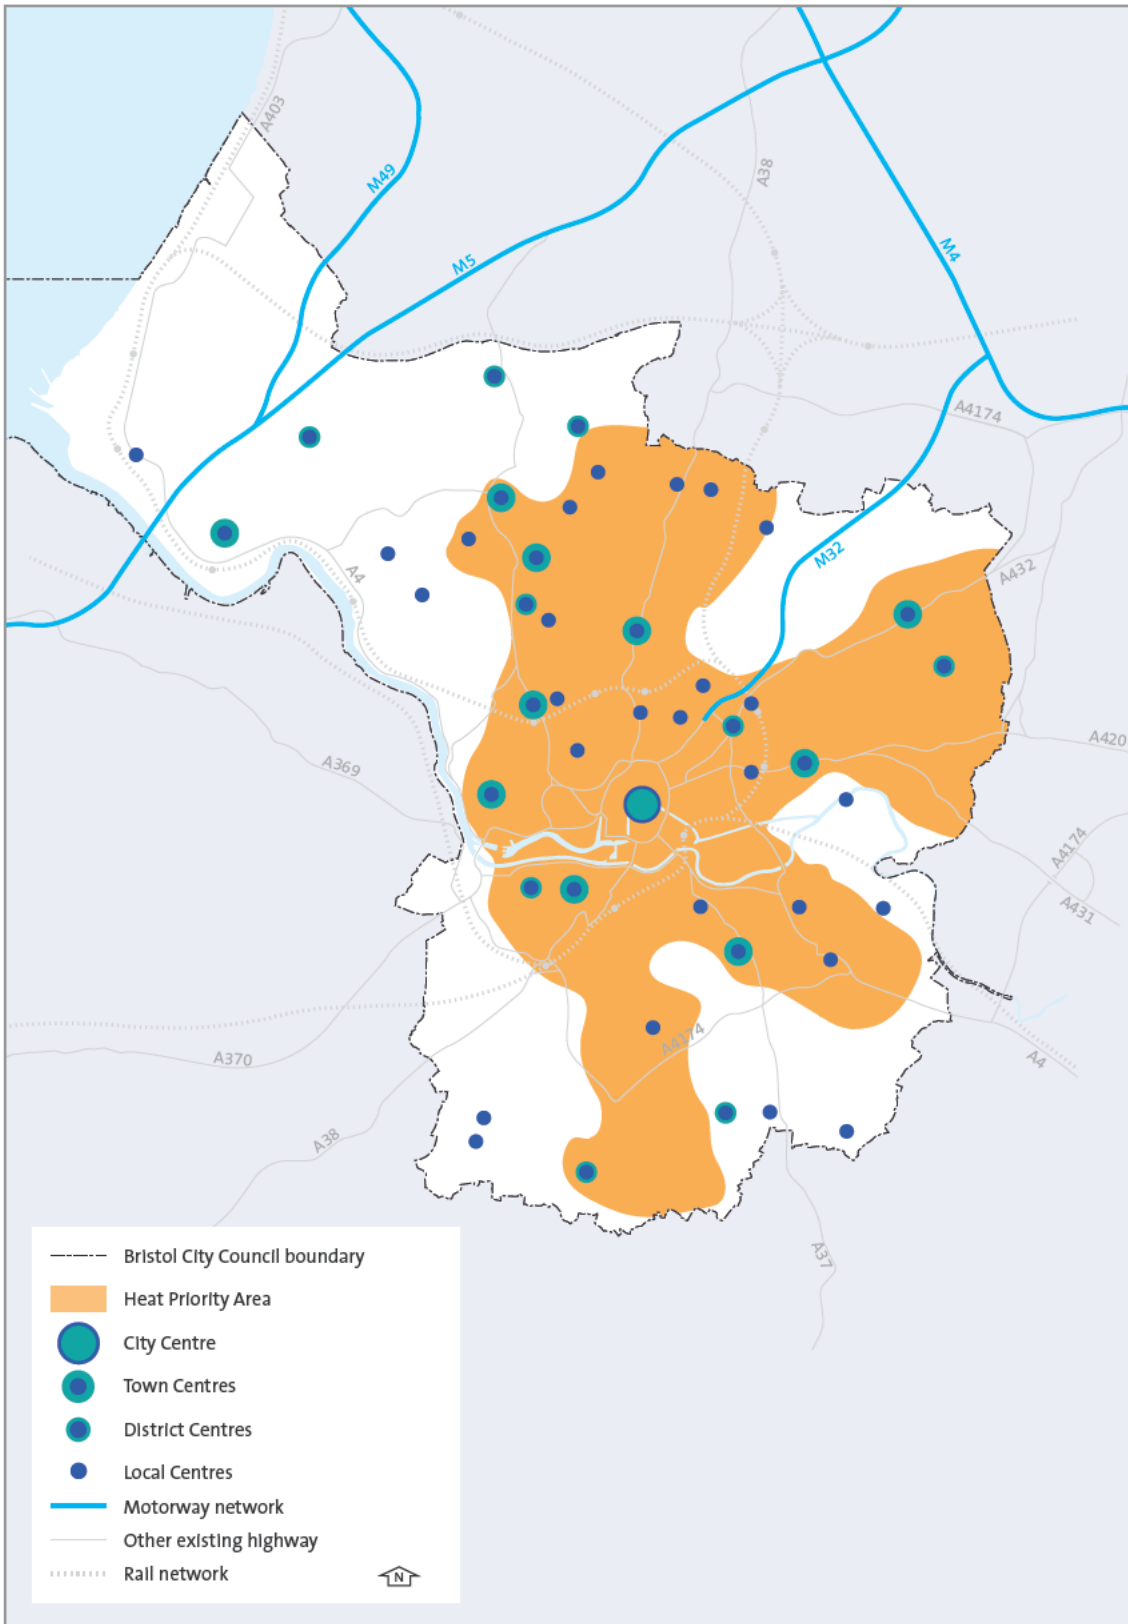 A403
M49
A38
M5
M4
A4174
M32
A432
A4
A369
A420
A4174
A431
A4174
A370
A4
A38
A37
Bristol City Council boundary
Heat Priority Area
City Centre
Town Centres
District Centres
Local Centres
Motorway network
Other existing highway
Rail network
N